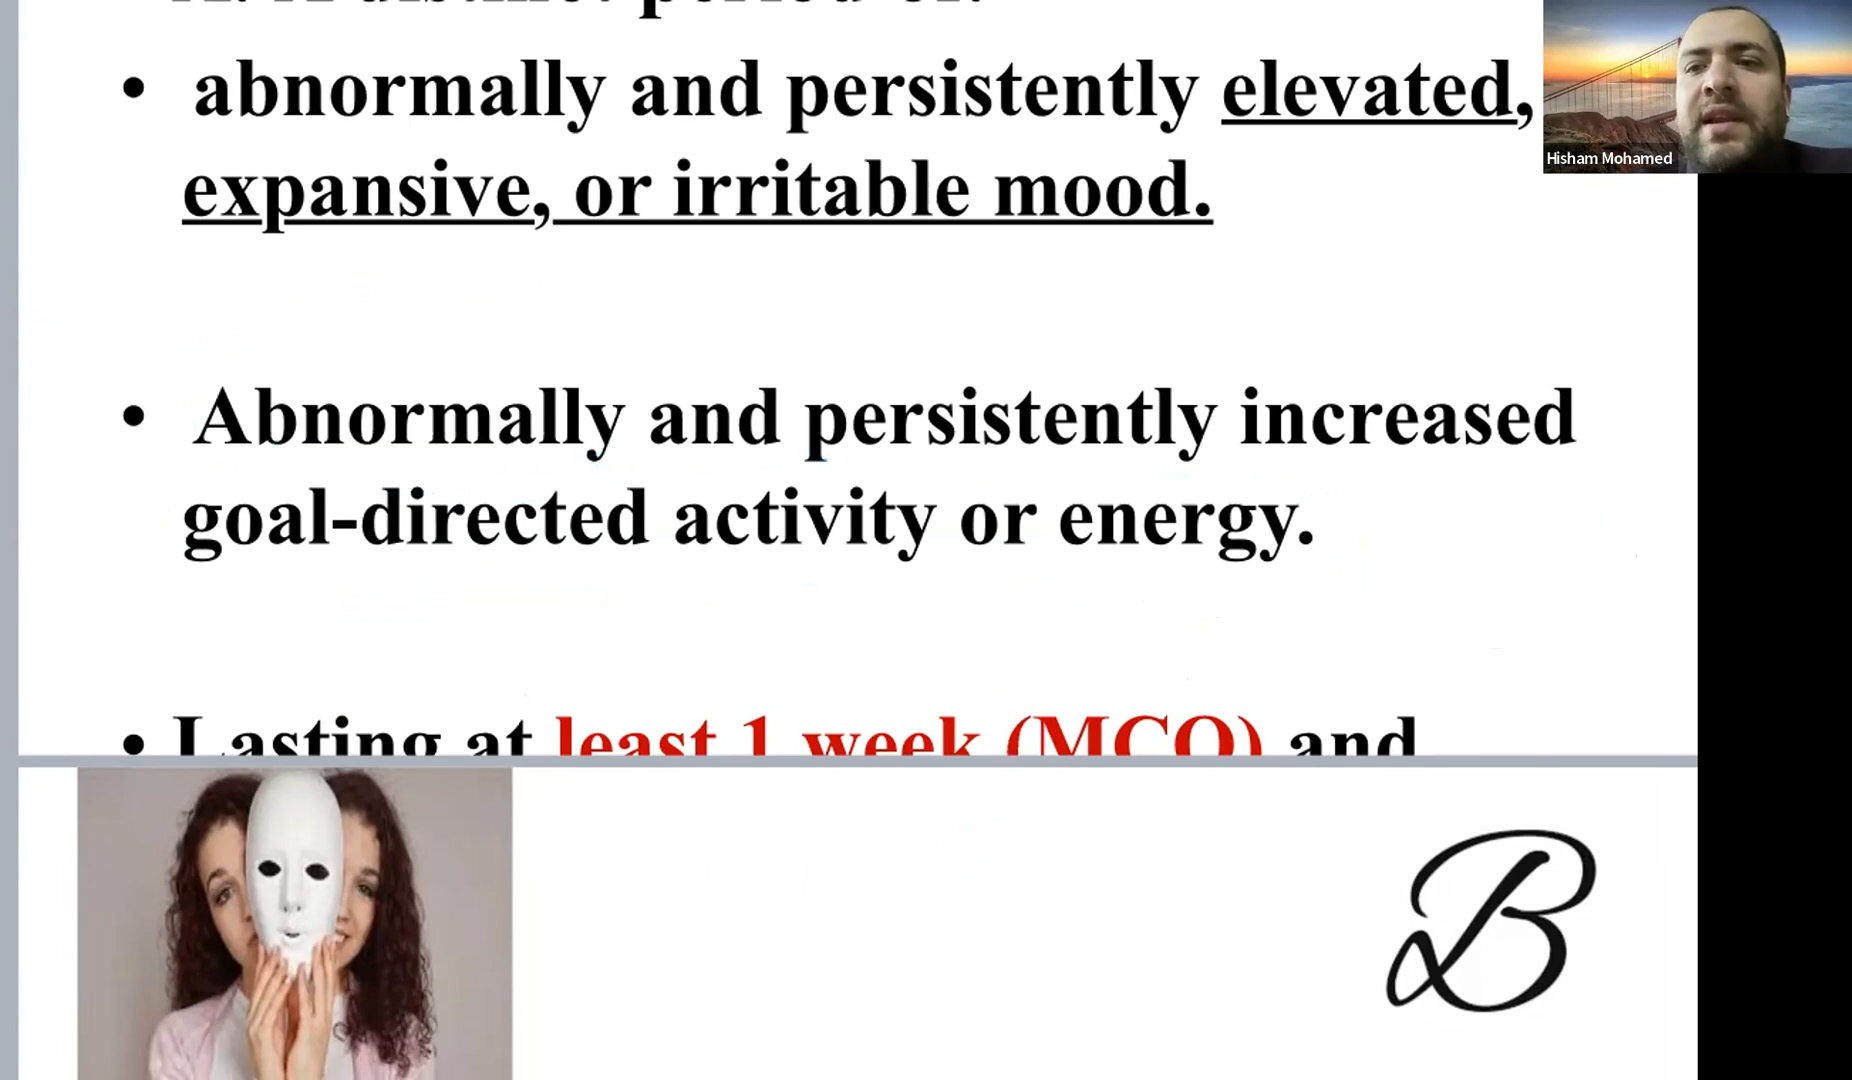 • abnormally and persistently elevated,
expansive, or irritable mood.
• Abnormally and persistently increased
goal-directed activity or energy.
• Lasting at least 1 week (MCQ) and
Hisham Mohamed
B